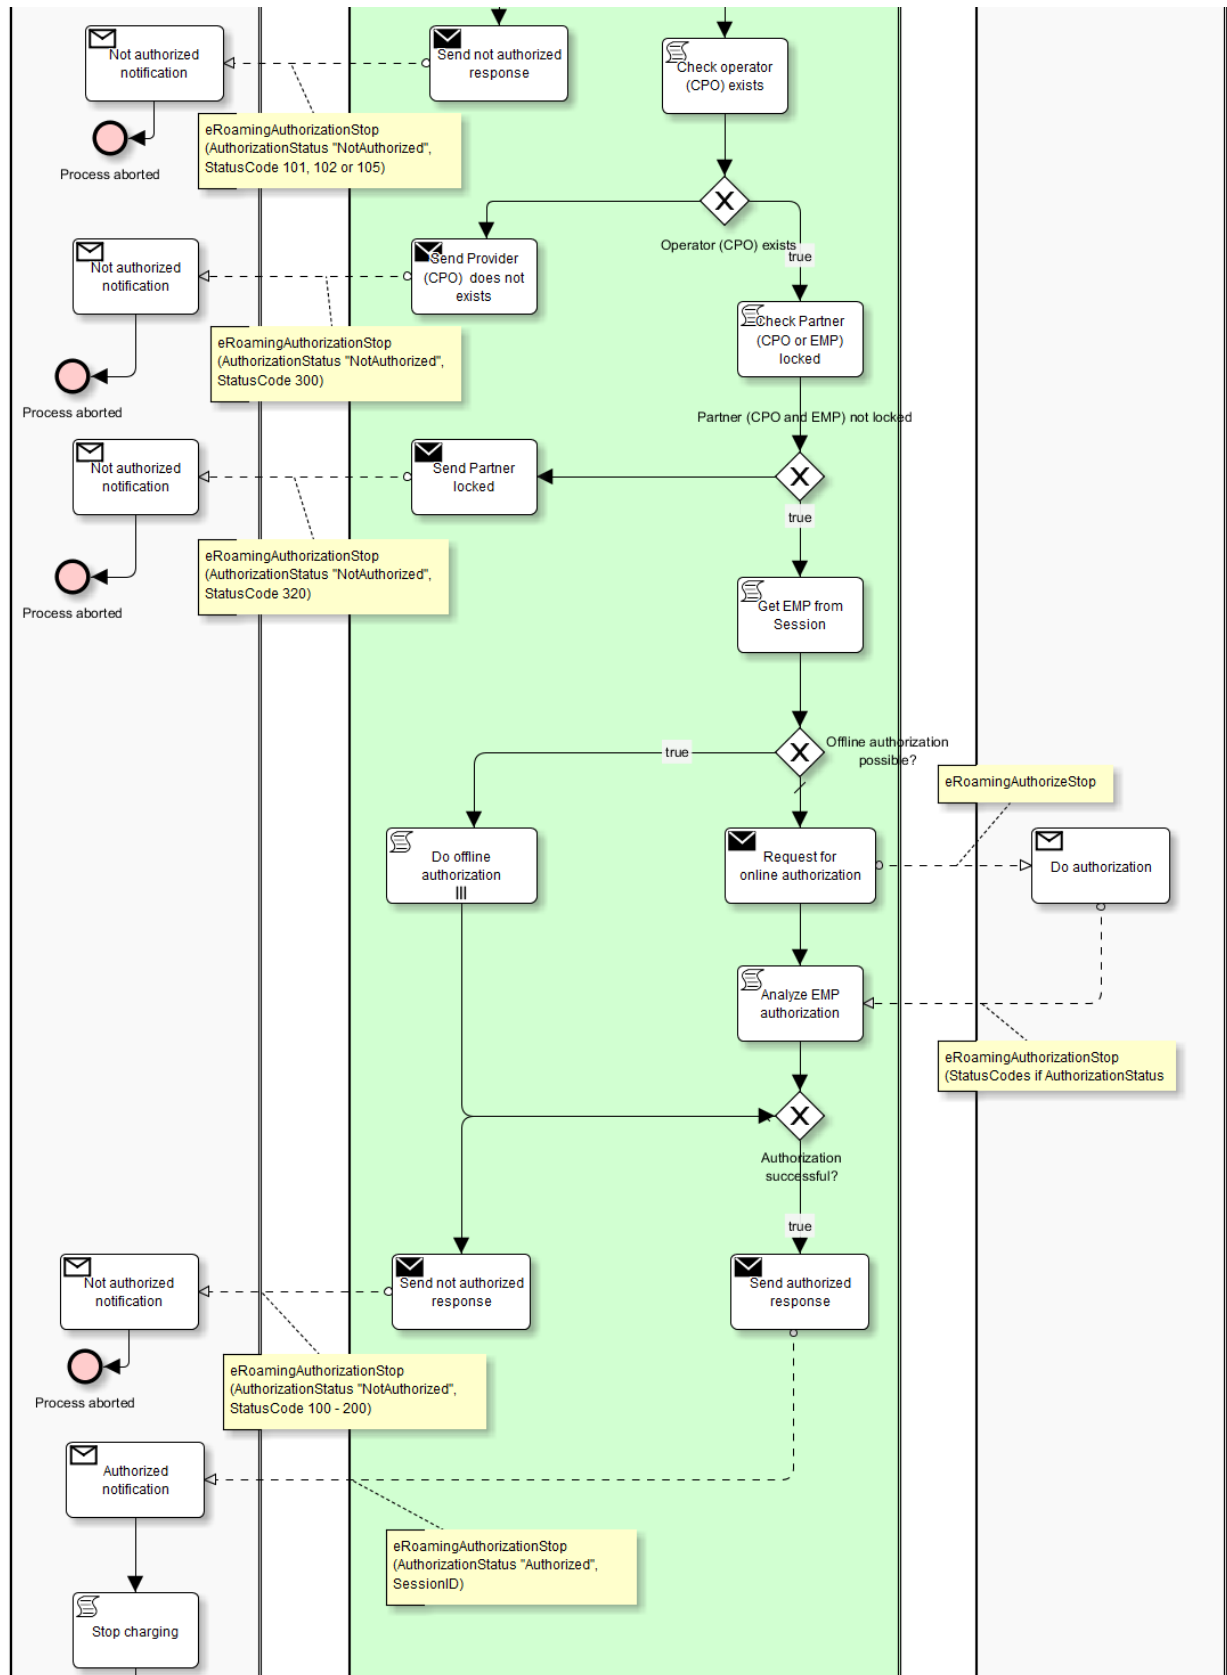 Not authorized
notification
Send not authorized
response
Check operator
(CPO) exists
eRoamingAuthorizationStop
(AuthorizationStatus "NotAuthorized",
StatusCode 101, 102 or 105)
Process aborted
Operator (CPO) exists
true
Not authorized
notification
Send Provider
(CPO) does not
exists
Check Partner
(CPO or EMP)
locked
eRoamingAuthorizationStop
(AuthorizationStatus "NotAuthorized",
StatusCode 300)
Process aborted
Partner (CPO and EMP) not locked
Not authorized
notification
Send Partner
locked
true
eRoamingAuthorizationStop
(AuthorizationStatus "NotAuthorized",
StatusCode 320)
Process aborted
Get EMP from
Session
true
Offline authorization
possible?
eRoamingAuthorizeStop
Do offline
authorization
Request for
online authorization
Do authorization
Analyze EMP
authorization
eRoamingAuthorizationStop
(StatusCodes if AuthorizationStatus
Authorization
successful?
true
Not authorized
notification
Send not authorized
response
Send authorized
response
eRoamingAuthorizationStop
(AuthorizationStatus "NotAuthorized",
StatusCode 100 - 200)
Process aborted
Authorized
notification
eRoamingAuthorizationStop
(AuthorizationStatus "Authorized",
SessionID)
Stop charging